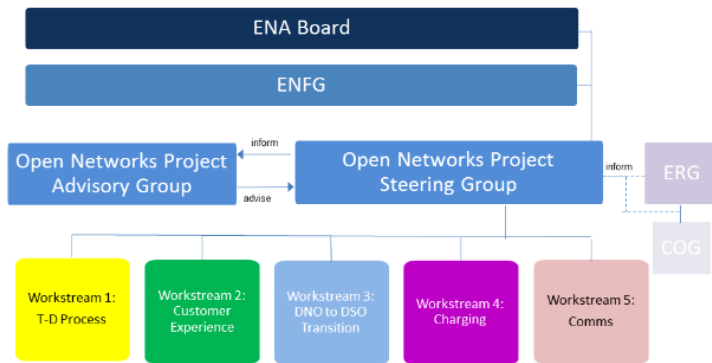 ENA Board
ENFG
inform
Open Networks Project
Advisory Group
advise
Open Networks Project
Steering Group
inform
ERG
COG
Workstream 1:
T-D Process
Workstream 2:
Customer
Experience
Workstream 3:
DNO to DSO
Transition
Workstream 4:
Charging
Workstream 5:
Comms